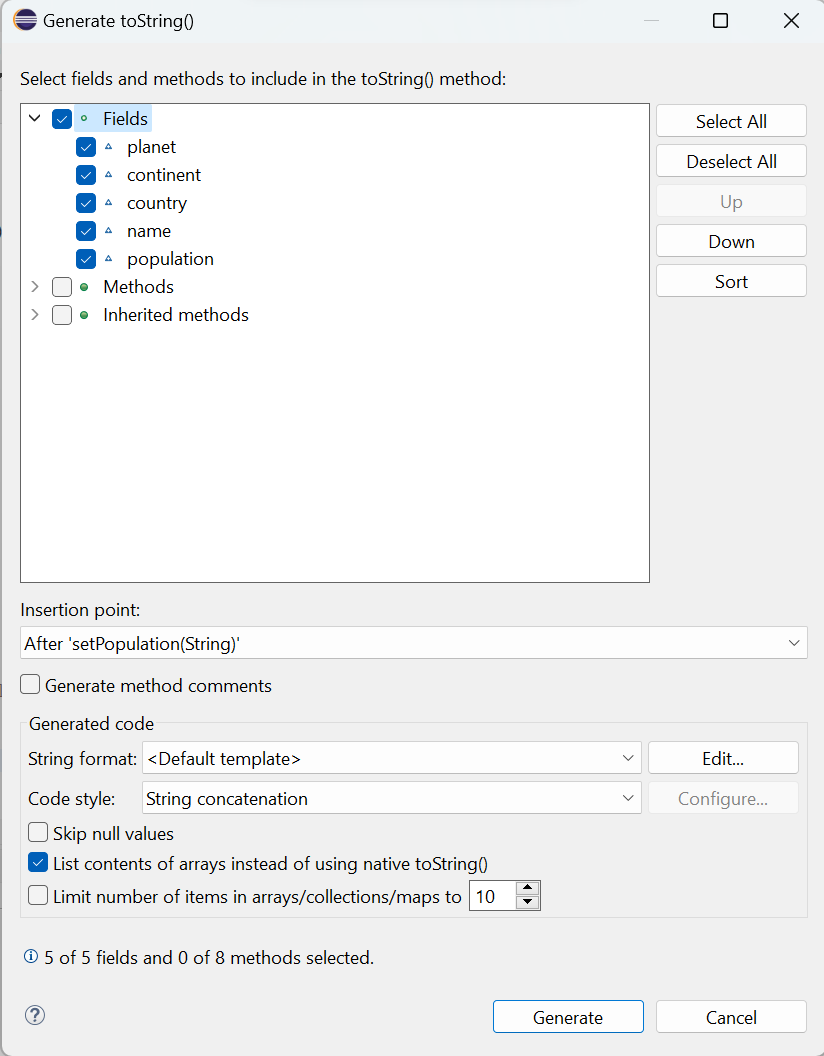 Generate toString()
Select fields and methods to include in the toString() method:
Fields
planet
continent
country
name
population
Methods
Inherited methods
Select All
Deselect All
Up
Down
Sort
Insertion point:
After 'setPopulation(String)'
Generate method comments
Generated code
String format: <Default template> Edit...
Code style: String concatenation Configure...
Skip null values
List contents of arrays instead of using native toString()
Limit number of items in arrays/collections/maps to 10
5 of 5 fields and 0 of 8 methods selected.
? Generate Cancel